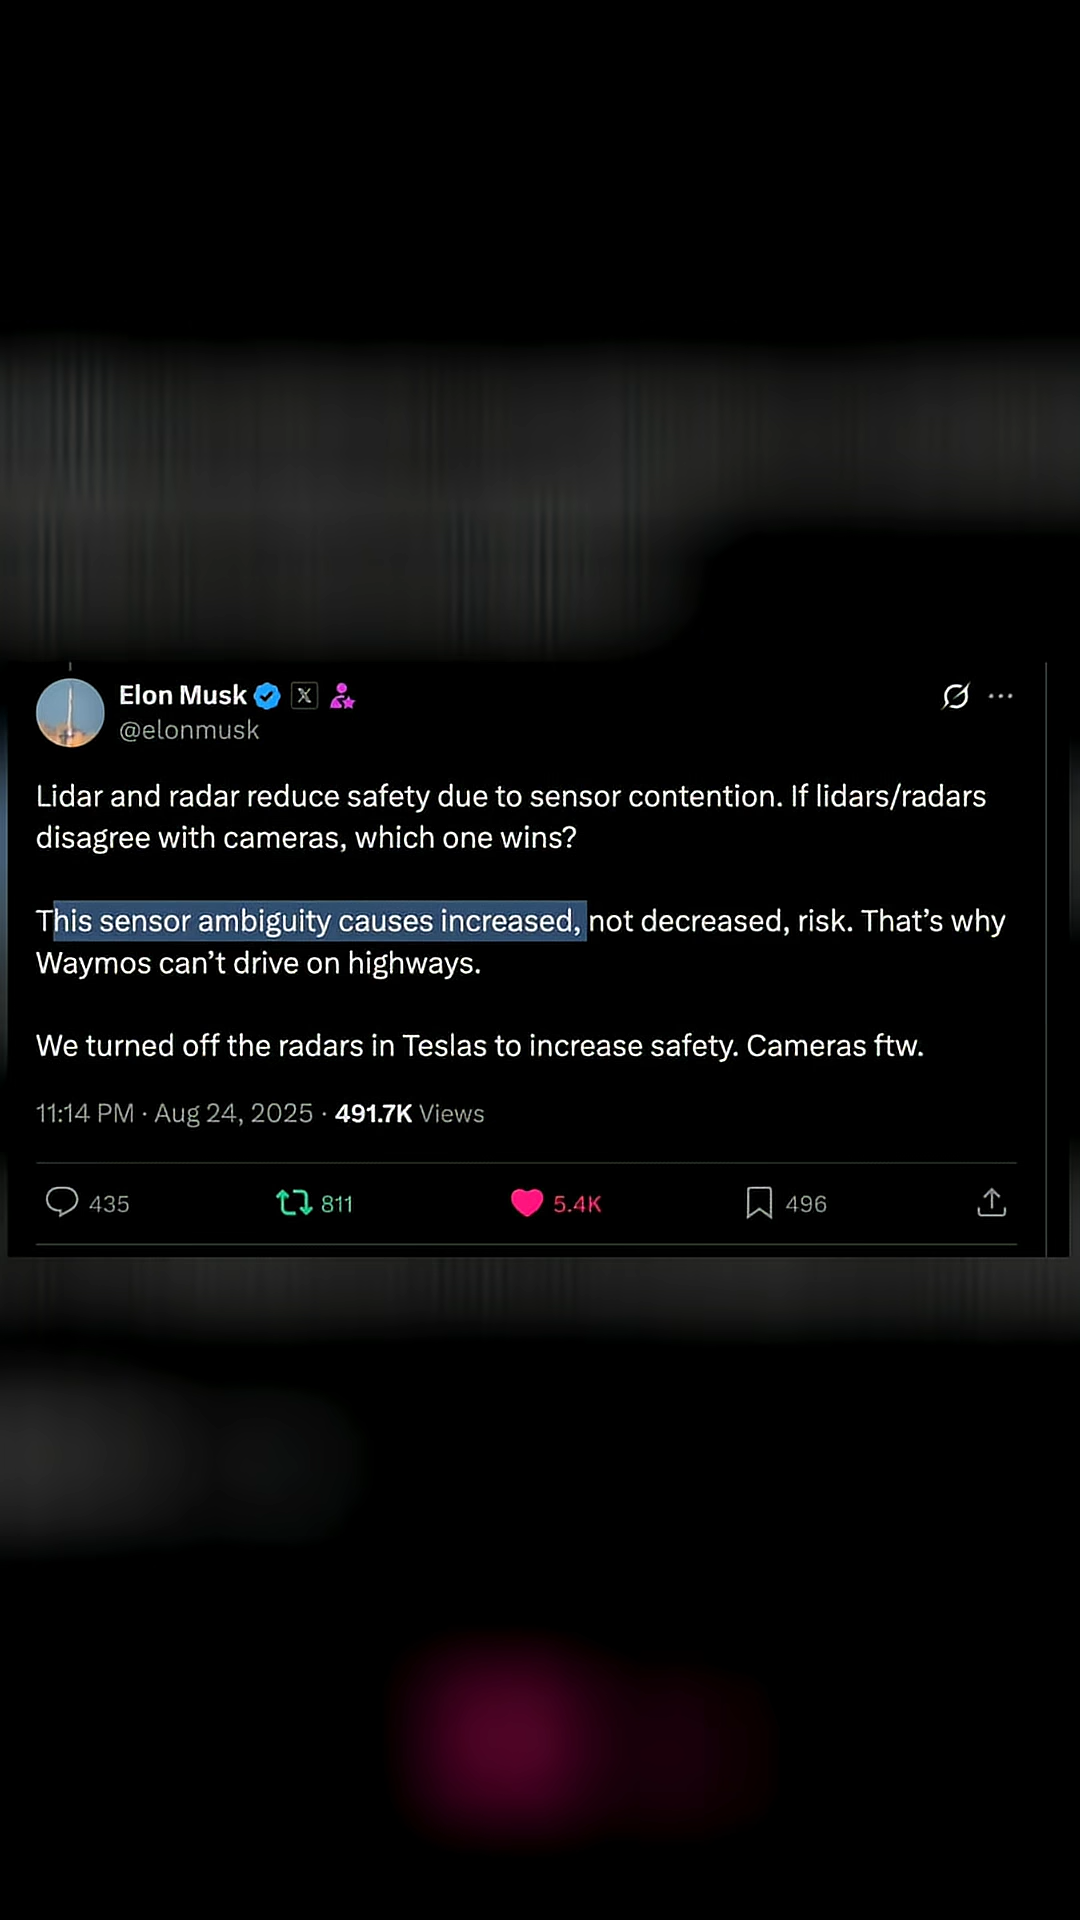 Elon Musk
@elonmusk
Lidar and radar reduce safety due to sensor contention. If lidars/radars
disagree with cameras, which one wins?
This sensor ambiguity causes increased, not decreased, risk. That’s why
Waymos can’t drive on highways.
We turned off the radars in Teslas to increase safety. Cameras ftw.
11:14 PM · Aug 24, 2025 · 491.7K Views
435 811 5.4K 496